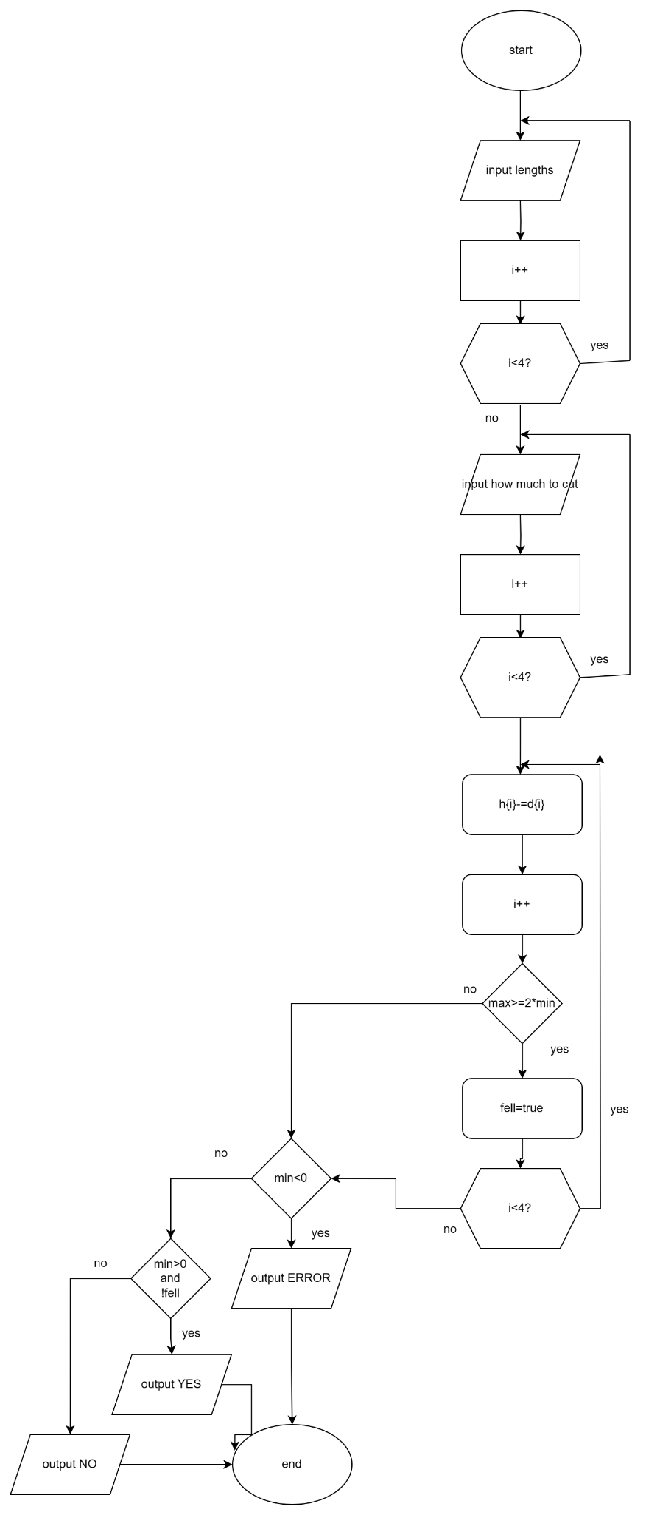 start
input lengths
i++
i<4?
yes
no
input how much to cut
i++
i<4?
yes
h{i}-=d{i}
i++
no
max>=2*min
yes
fell=true
yes
no
min<0
i<4?
no
yes
no
min>0
and
!fell
output ERROR
yes
output YES
output NO
end